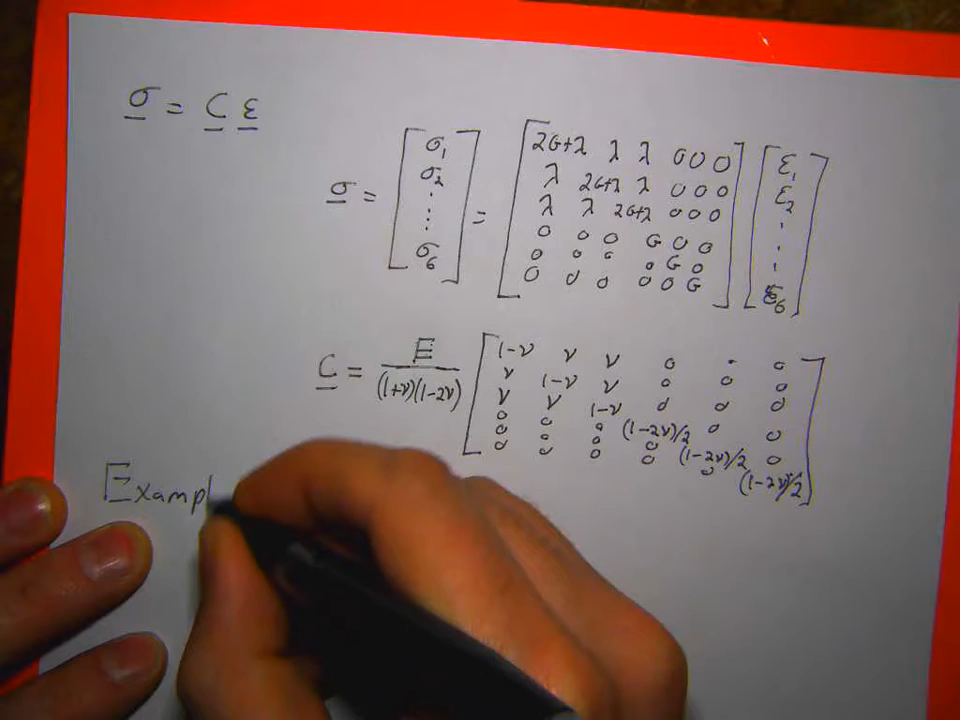 σ = C ε
σ = [ σ1 σ2 . : : σ6 ] = [ 2G+λ λ λ 0 0 0 ] [ ε1
λ 2G+λ λ 0 0 0 ε2
λ λ 2G+λ 0 0 0 .
0 0 0 G 0 0 .
0 0 0 0 G 0 .
0 0 0 0 0 G ε6 ]
C = E / (1+ν)(1-2ν) [ 1-ν ν ν 0 0 0
ν 1-ν ν 0 0 0
ν ν 1-ν 0 0 0
0 0 0 (1-2ν)/2 0 0
0 0 0 0 (1-2ν)/2 0
0 0 0 0 0 (1-2ν)/2 ]
Exampl